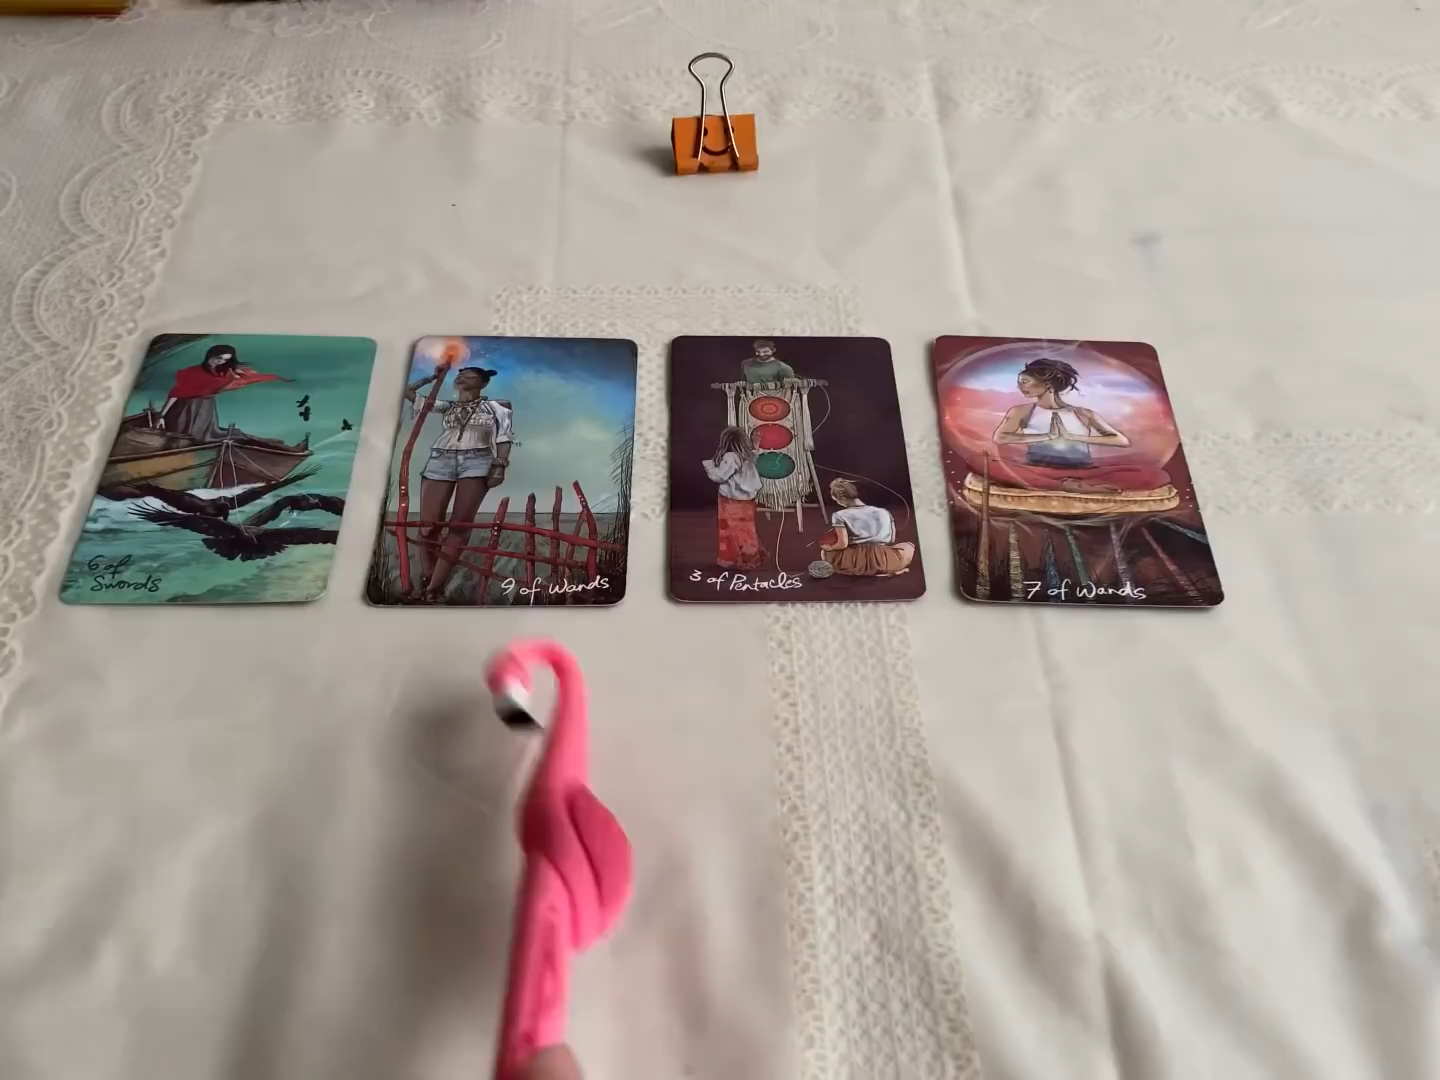 6 of
Swords
9 of Wands
3 of Pentacles
7 of Wands